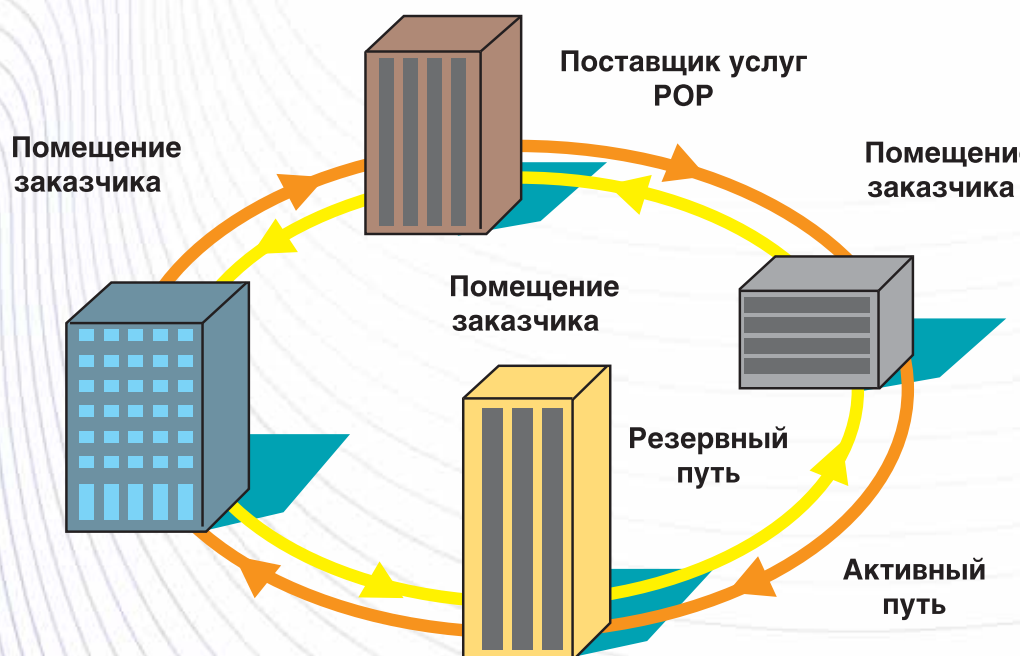 Поставщик услуг
POP
Помещение
заказчика
Помещение
заказчика
Помещение
заказчика
Резервный
путь
Активный
путь